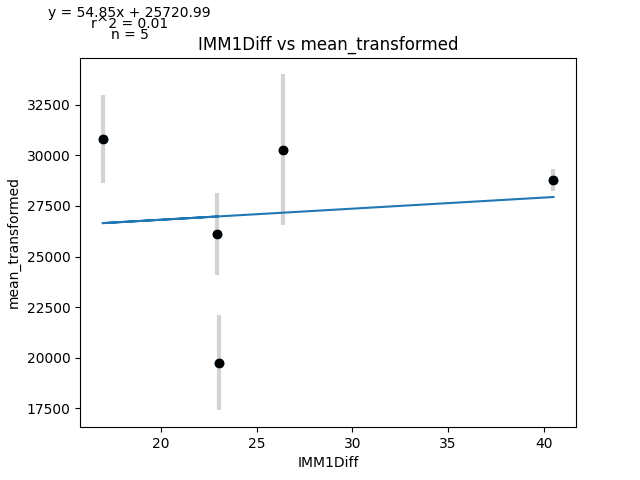 y = 54.85x + 25720.99
r^2 = 0.01
n = 5
IMM1Diff vs mean_transformed
32500
30000
27500
25000
22500
20000
17500
mean_transformed
20 25 30 35 40
IMM1Diff